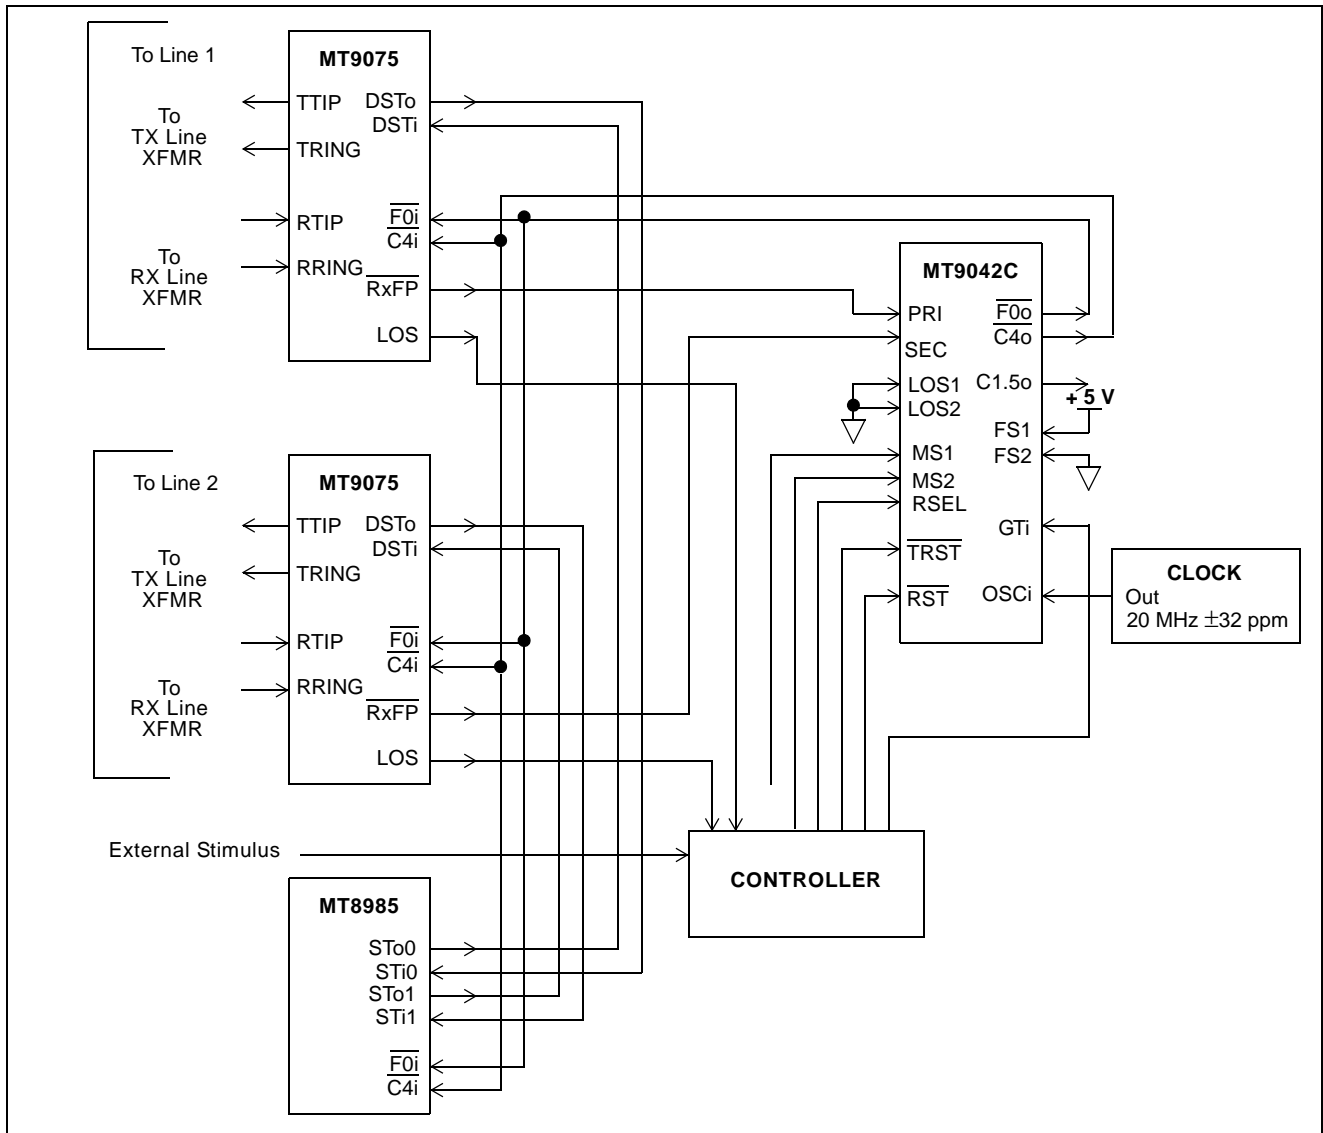 To Line 1
To
TX Line
XFMR
To
RX Line
XFMR
MT9075
TTIP
TRING
RTIP
RRING
DSTo
DSTi
F0i
C4i
RxFP
LOS
MT9042C
PRI
SEC
LOS1
LOS2
MS1
MS2
RSEL
TRST
RST
F0o
C4o
C1.5o
+ 5 V
FS1
FS2
GTi
OSCi
CLOCK
Out
20 MHz ±32 ppm
To Line 2
To
TX Line
XFMR
To
RX Line
XFMR
MT9075
TTIP
TRING
RTIP
RRING
DSTo
DSTi
F0i
C4i
RxFP
LOS
External Stimulus
CONTROLLER
MT8985
STo0
STi0
STo1
STi1
F0i
C4i